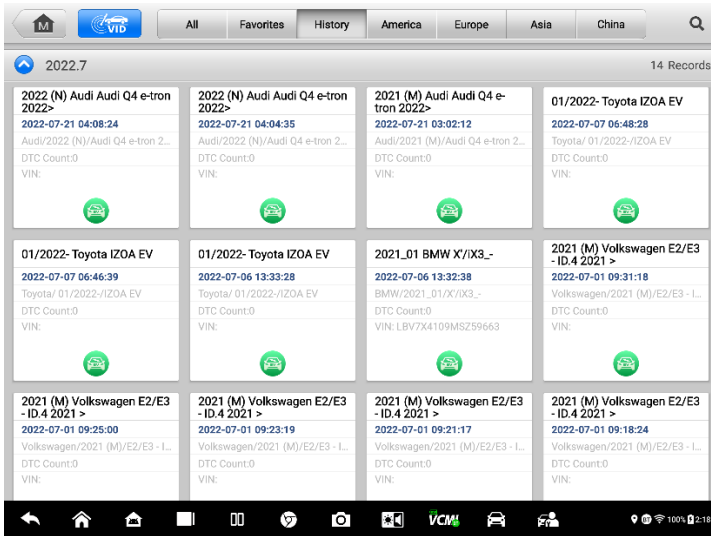 M
VID
All
Favorites
History
America
Europe
Asia
China
2022.7
14 Records
2022 (N) Audi Audi Q4 e-tron
2022>
2022-07-21 04:08:24
Audi/2022 (N)/Audi Q4 e-tron 2...
DTC Count:0
VIN:
2022 (N) Audi Audi Q4 e-tron
2022>
2022-07-21 04:04:35
Audi/2022 (N)/Audi Q4 e-tron 2...
DTC Count:0
VIN:
2021 (M) Audi Audi Q4 e-
tron 2022>
2022-07-21 03:02:12
Audi/2021 (M)/Audi Q4 e-tron 2...
DTC Count:0
VIN:
01/2022- Toyota IZOA EV
2022-07-07 06:48:28
Toyota/ 01/2022-/IZOA EV
DTC Count:0
VIN:
01/2022- Toyota IZOA EV
2022-07-07 06:46:39
Toyota/ 01/2022-/IZOA EV
DTC Count:0
VIN:
01/2022- Toyota IZOA EV
2022-07-06 13:33:28
Toyota/ 01/2022-/IZOA EV
DTC Count:0
VIN:
2021_01 BMW X'/iX3_-
2022-07-06 13:32:38
BMW/2021_01/X'/iX3_-
DTC Count:0
VIN: LBV7X4109MSZ59663
2021 (M) Volkswagen E2/E3
- ID.4 2021 >
2022-07-01 09:31:18
Volkswagen/2021 (M)/E2/E3 - I...
DTC Count:0
VIN:
2021 (M) Volkswagen E2/E3
- ID.4 2021 >
2022-07-01 09:25:00
Volkswagen/2021 (M)/E2/E3 - I...
DTC Count:0
VIN:
2021 (M) Volkswagen E2/E3
- ID.4 2021 >
2022-07-01 09:23:19
Volkswagen/2021 (M)/E2/E3 - I...
DTC Count:0
VIN:
2021 (M) Volkswagen E2/E3
- ID.4 2021 >
2022-07-01 09:21:17
Volkswagen/2021 (M)/E2/E3 - I...
DTC Count:0
VIN:
2021 (M) Volkswagen E2/E3
- ID.4 2021 >
2022-07-01 09:18:24
Volkswagen/2021 (M)/E2/E3 - I...
DTC Count:0
VIN:
VCMI
BT 100% 2:18